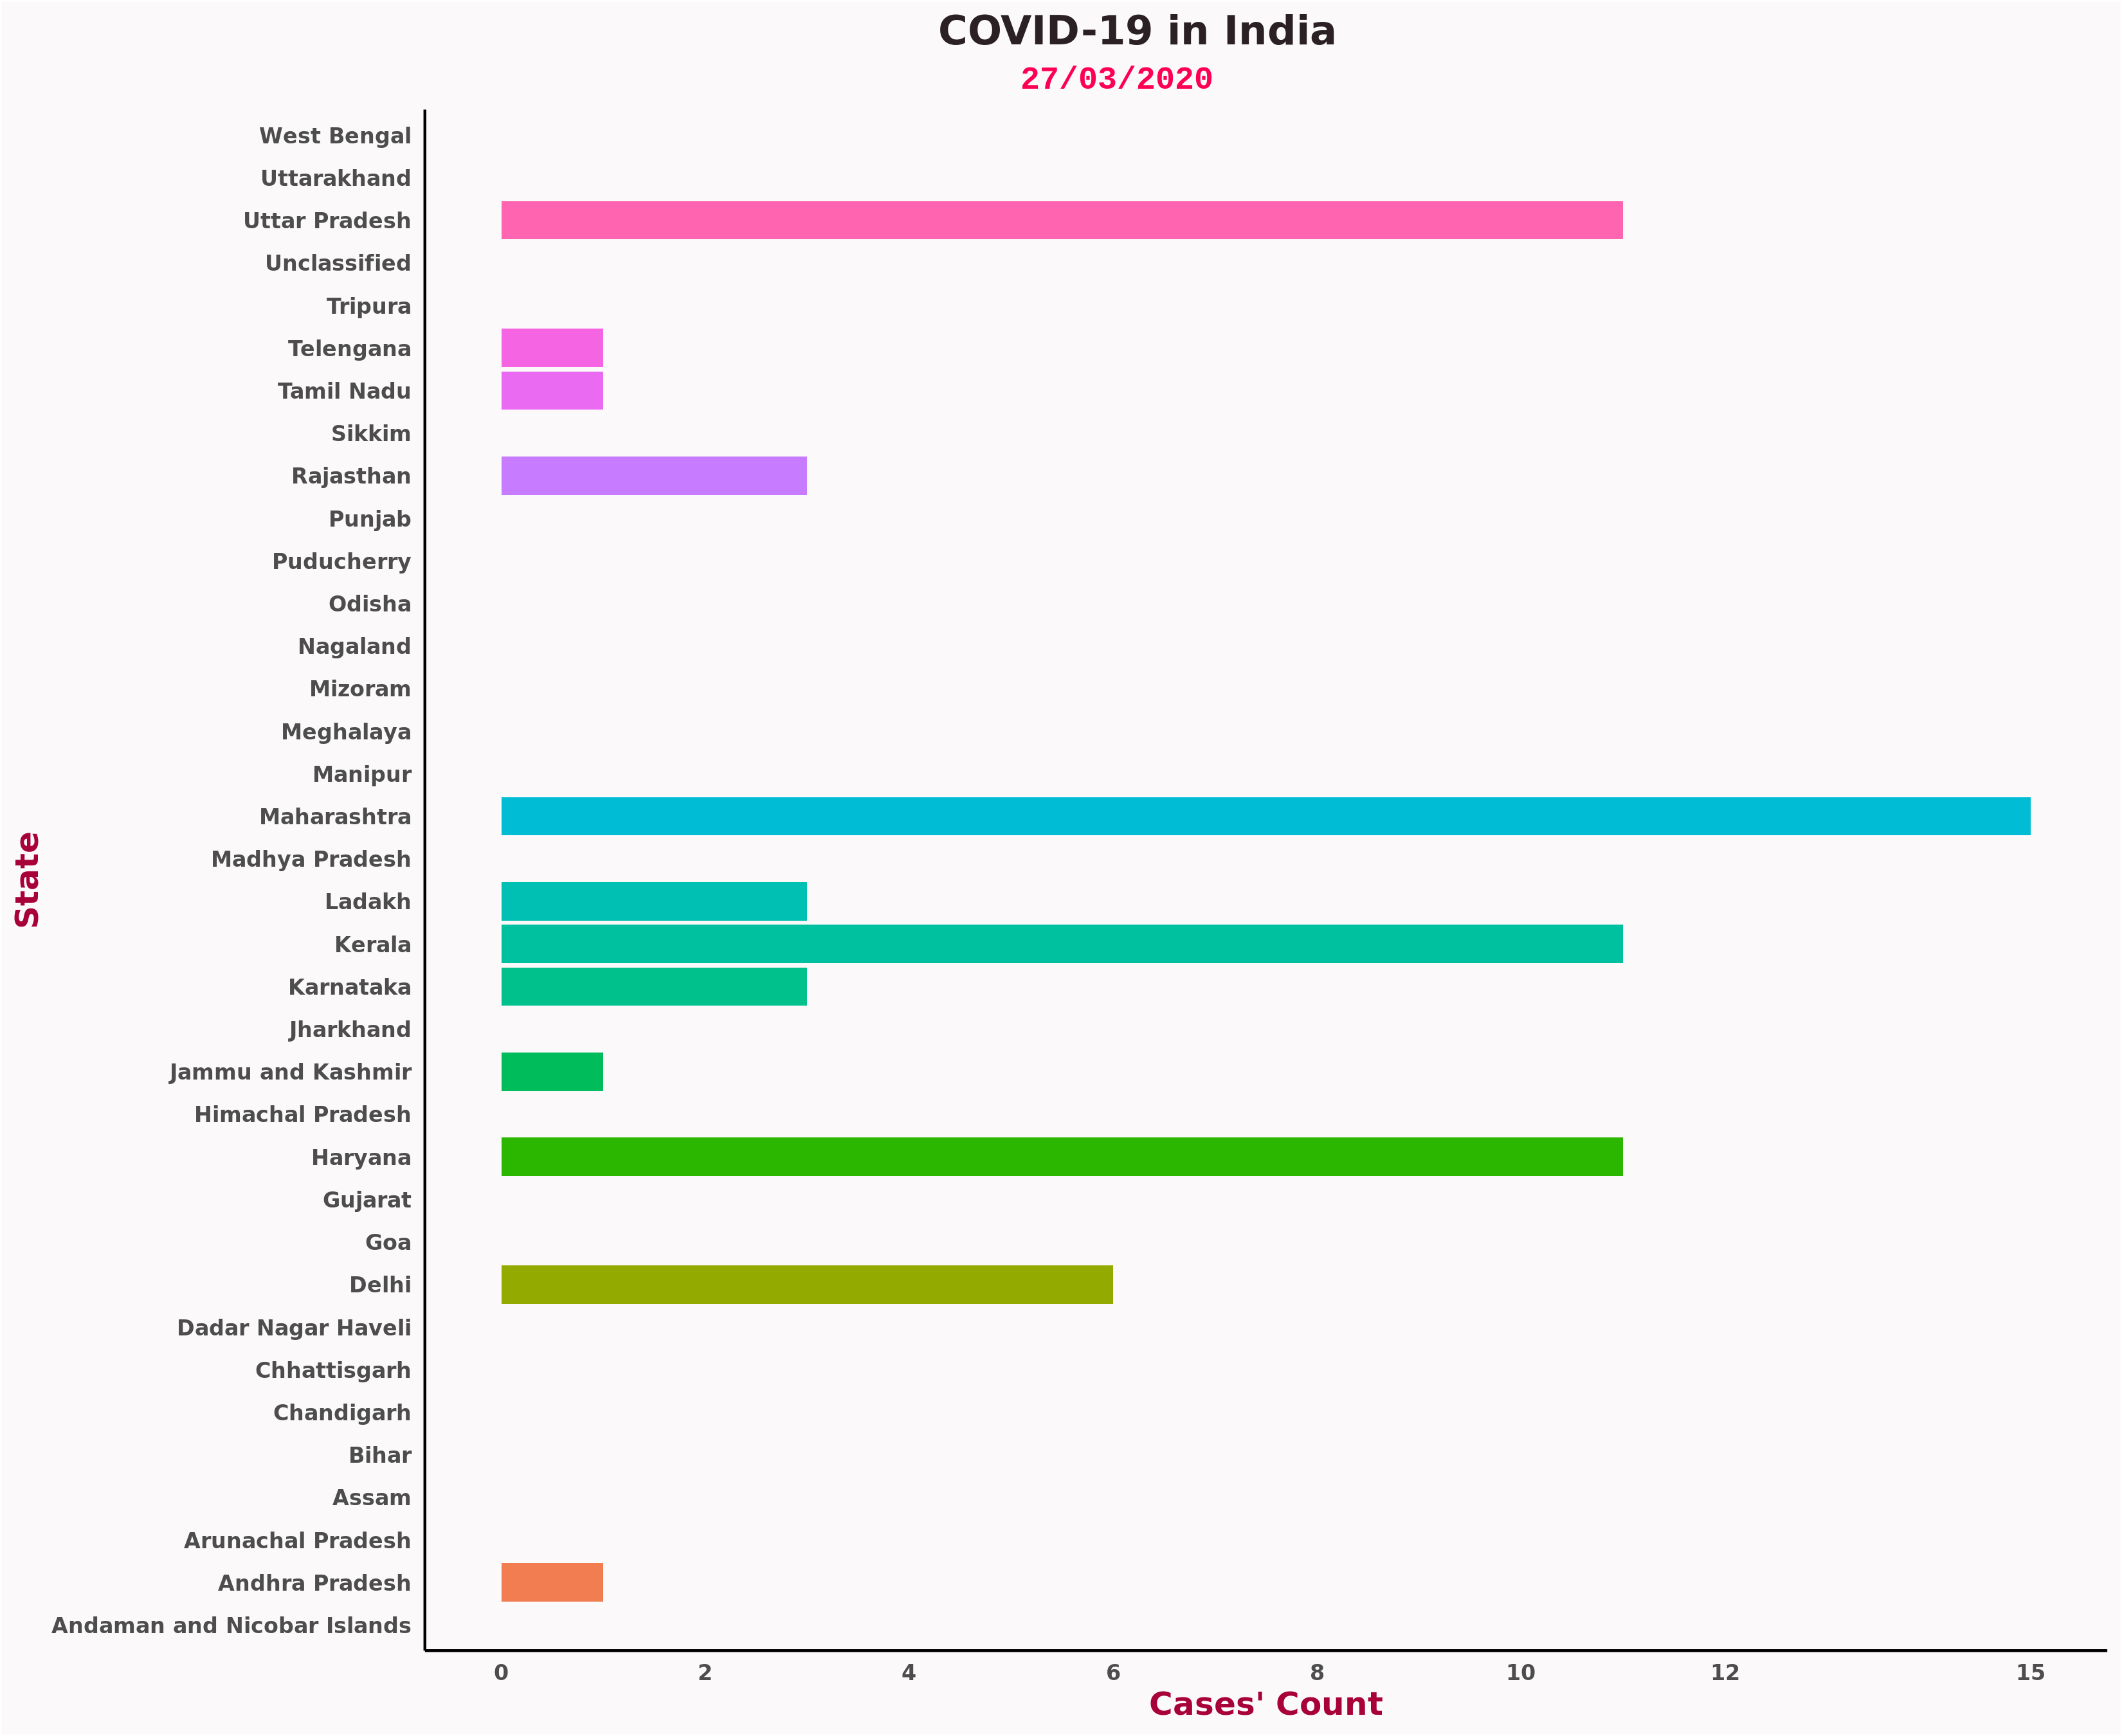 COVID-19 in India
27/03/2020
West Bengal
Uttarakhand
Uttar Pradesh
Unclassified
Tripura
Telengana
Tamil Nadu
Sikkim
Rajasthan
Punjab
Puducherry
Odisha
Nagaland
Mizoram
Meghalaya
Manipur
Maharashtra
Madhya Pradesh
Ladakh
Kerala
Karnataka
Jharkhand
Jammu and Kashmir
Himachal Pradesh
Haryana
Gujarat
Goa
Delhi
Dadar Nagar Haveli
Chhattisgarh
Chandigarh
Bihar
Assam
Arunachal Pradesh
Andhra Pradesh
Andaman and Nicobar Islands
State
0 2 4 6 8 10 12 15
Cases' Count